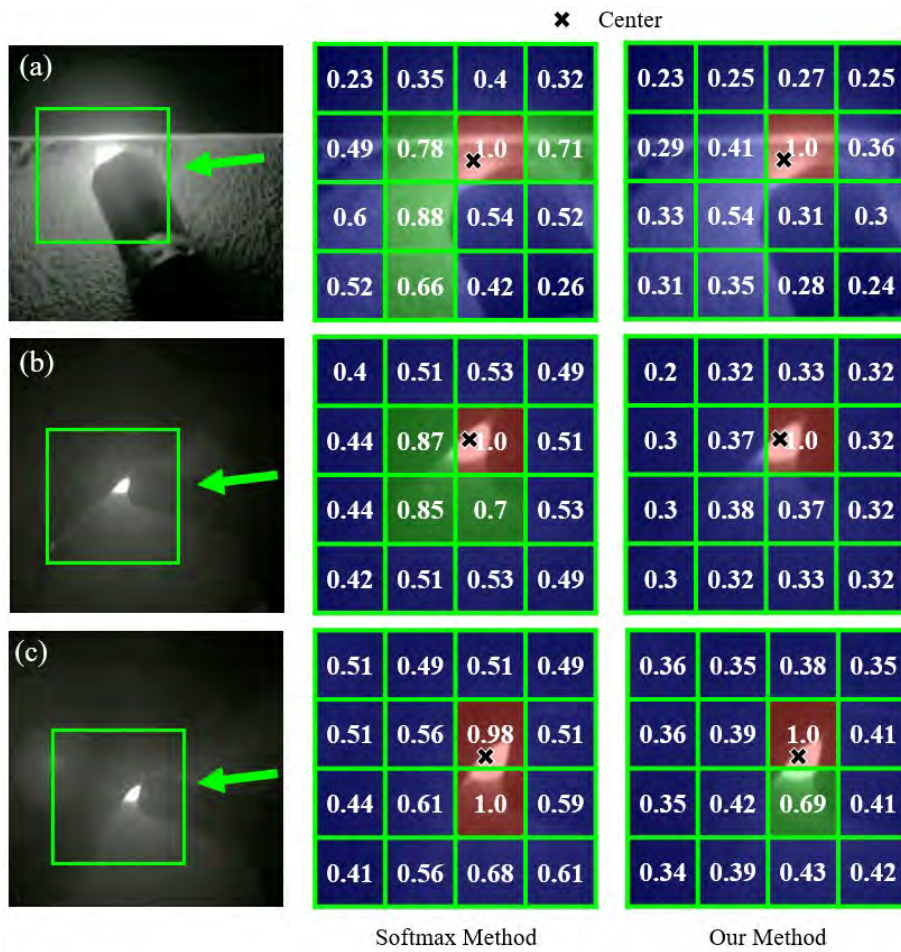 ✖ Center
(a)
0.23 0.35 0.4 0.32
0.49 0.78 1.0 0.71
0.6 0.88 0.54 0.52
0.52 0.66 0.42 0.26
0.23 0.25 0.27 0.25
0.29 0.41 1.0 0.36
0.33 0.54 0.31 0.3
0.31 0.35 0.28 0.24
(b)
0.4 0.51 0.53 0.49
0.44 0.87 1.0 0.51
0.44 0.85 0.7 0.53
0.42 0.51 0.53 0.49
0.2 0.32 0.33 0.32
0.3 0.37 1.0 0.32
0.3 0.38 0.37 0.32
0.3 0.32 0.33 0.32
(c)
0.51 0.49 0.51 0.49
0.51 0.56 0.98 0.51
0.44 0.61 1.0 0.59
0.41 0.56 0.68 0.61
0.36 0.35 0.38 0.35
0.36 0.39 1.0 0.41
0.35 0.42 0.69 0.41
0.34 0.39 0.43 0.42
Softmax Method
Our Method